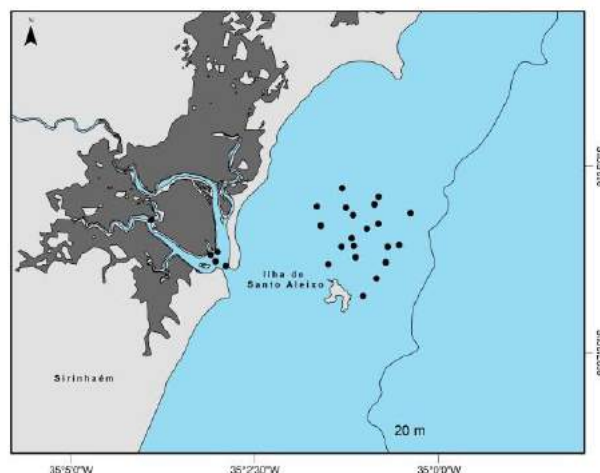 N
Ilha de
Santo Aleixo
Sirinhaém
20 m
35°5'0"W
35°2'30"W
35°0'0"W